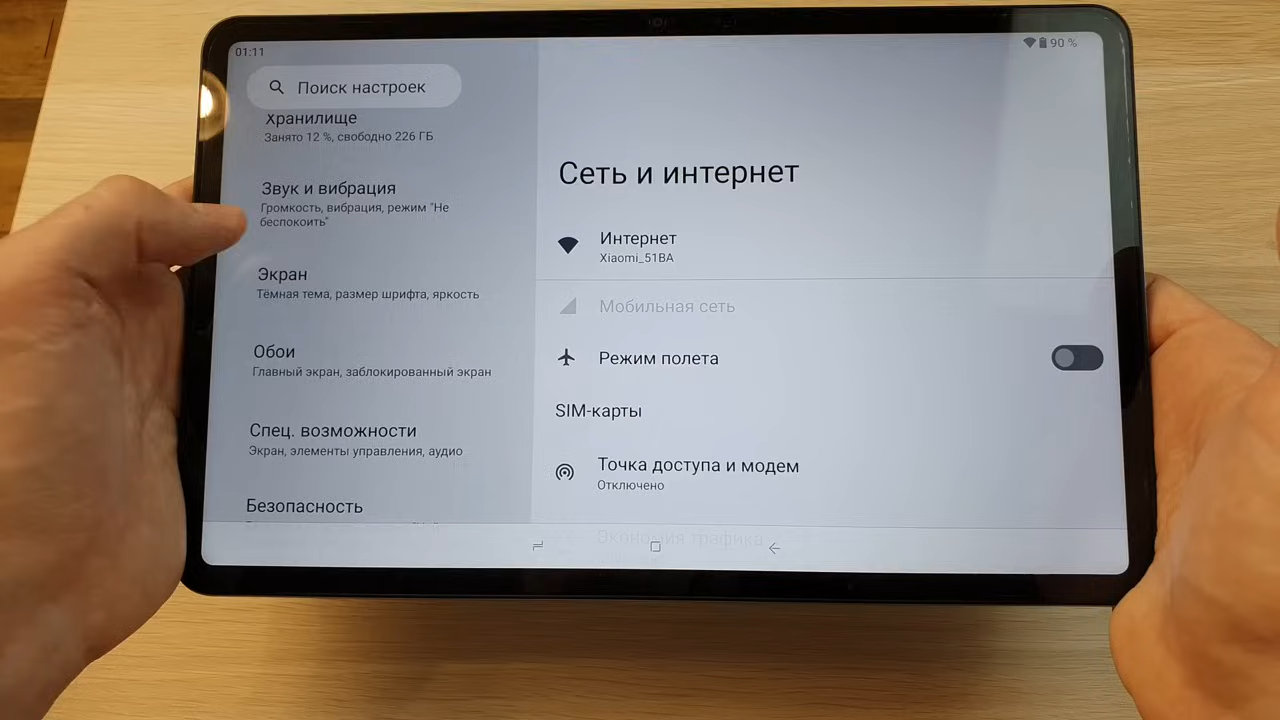 01:11
90 %
Поиск настроек
Хранилище
Занято 12 %, свободно 226 ГБ
Звук и вибрация
Громкость, вибрация, режим "Не
беспокоить"
Экран
Тёмная тема, размер шрифта, яркость
Обои
Главный экран, заблокированный экран
Спец. возможности
Экран, элементы управления, аудио
Безопасность
Сеть и интернет
Интернет
Xiaomi_51BA
Мобильная сеть
Режим полета
SIM-карты
Точка доступа и модем
Отключено
Экономия трафика